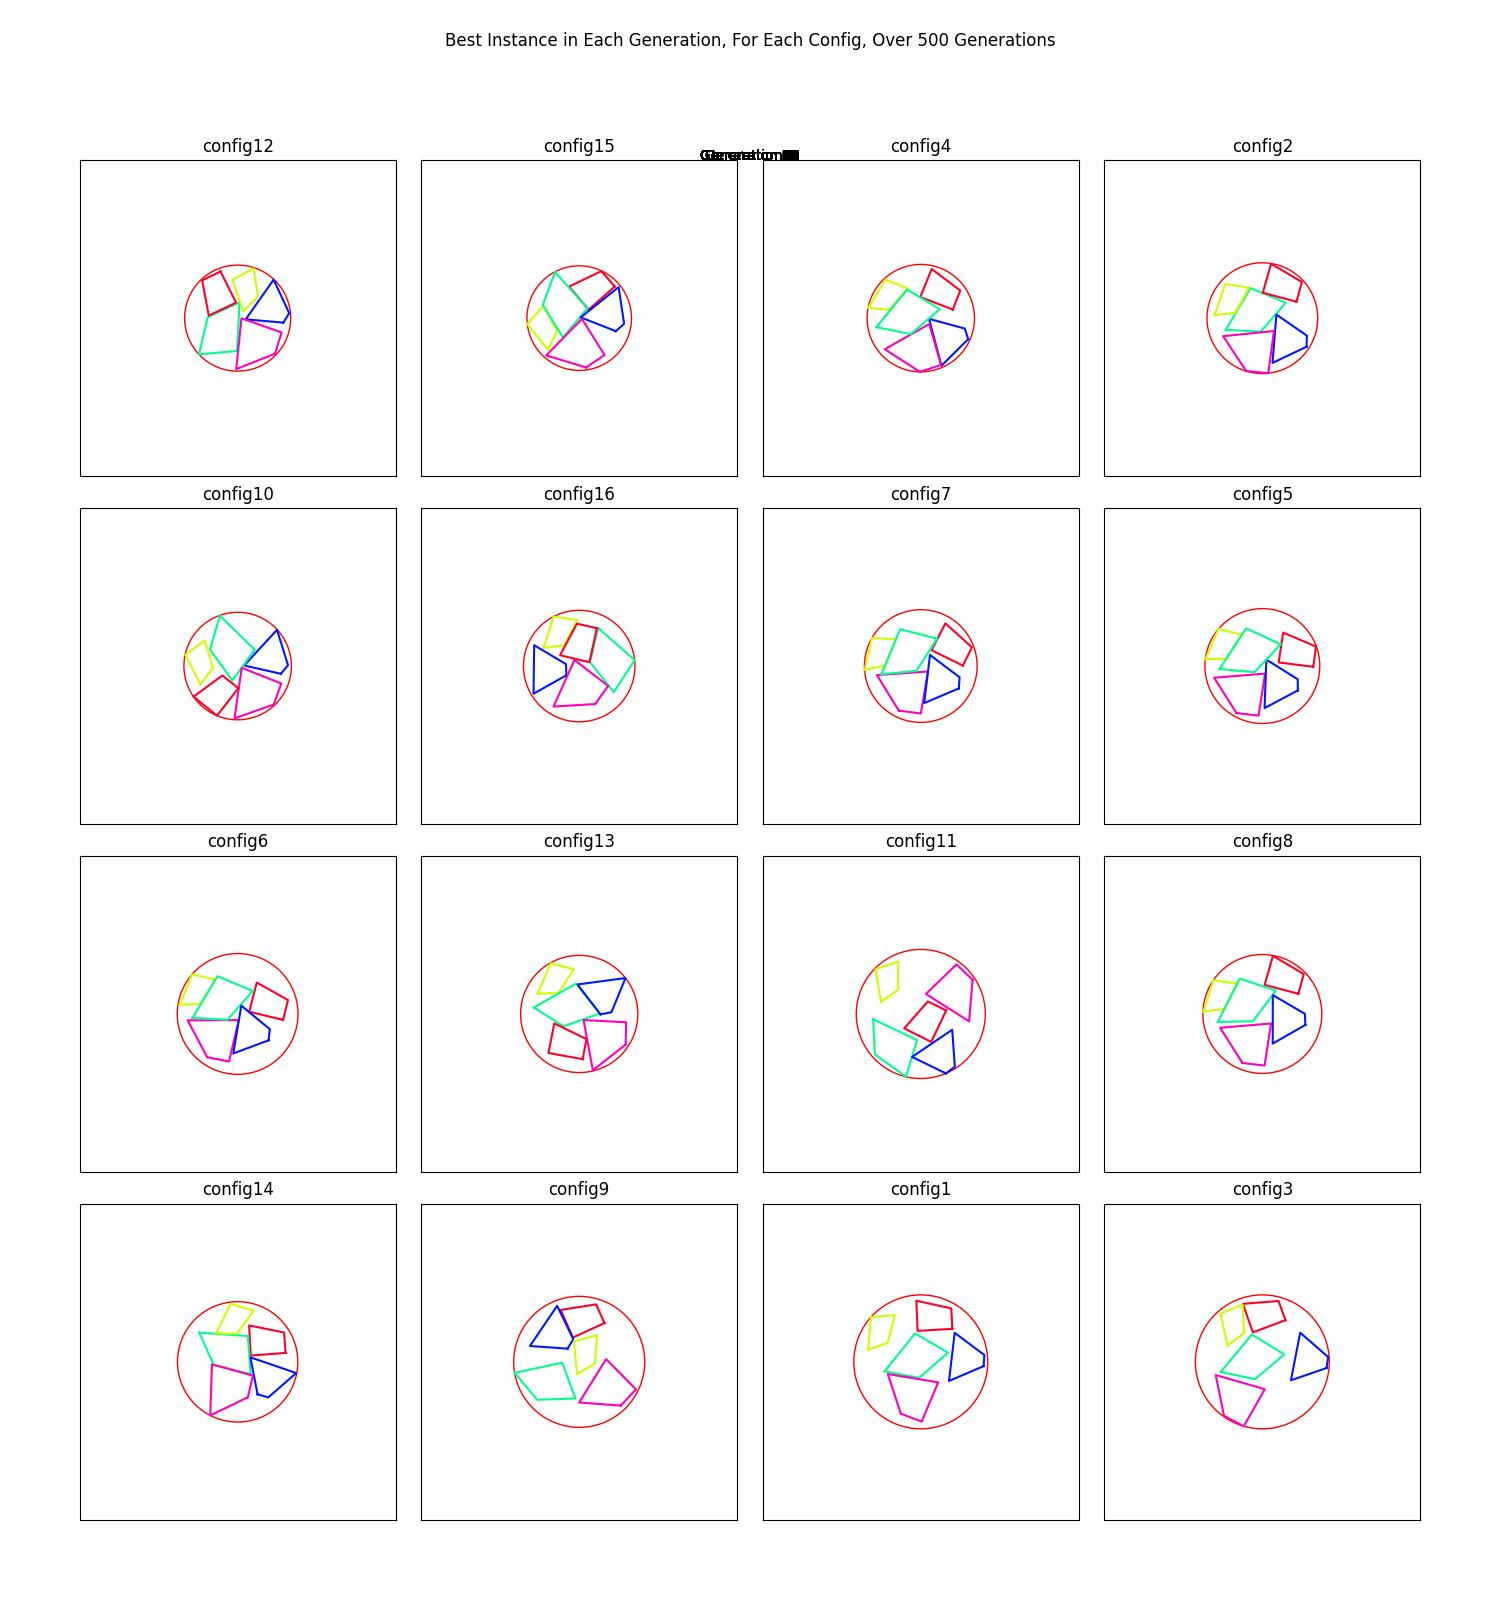 Best Instance in Each Generation, For Each Config, Over 500 Generations
config12
config15
config4
config2
config10
config16
config7
config5
config6
config13
config11
config8
config14
config9
config1
config3